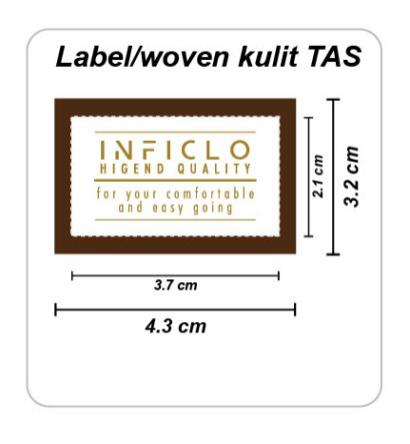 Label/woven kulit TAS
INFICLO
HIGEND QUALITY
for your comfortable
and easy going
2.1 cm
3.2 cm
3.7 cm
4.3 cm